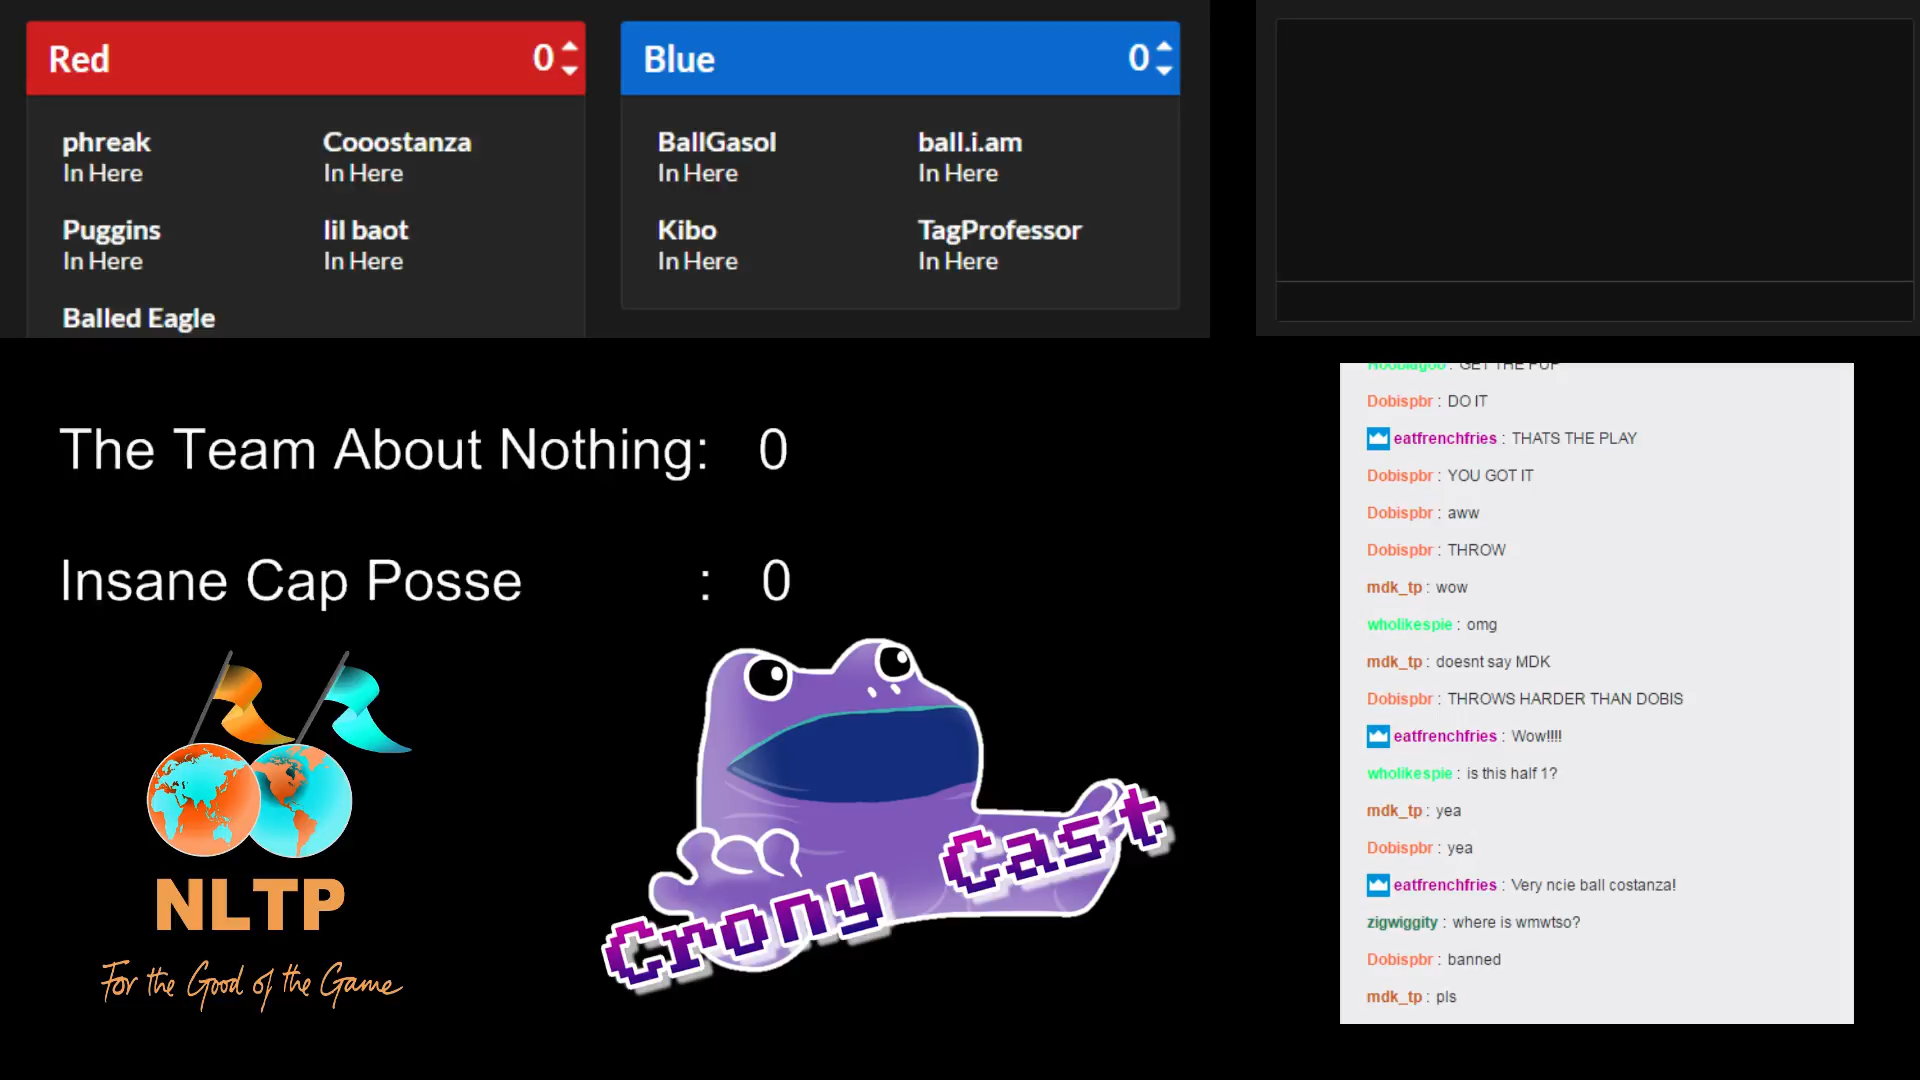 Red 0
phreak Cooostanza
In Here In Here
Puggins lil baot
In Here In Here
Balled Eagle
Blue 0
BallGasol ball.i.am
In Here In Here
Kibo TagProfessor
In Here In Here
The Team About Nothing: 0
Insane Cap Posse : 0
NLTP
For the Good of the Game
Crony Cast
GET THE PUP
Dobispbr : DO IT
eatfrenchfries : THATS THE PLAY
Dobispbr : YOU GOT IT
Dobispbr : aww
Dobispbr : THROW
mdk_tp : wow
wholikespie : omg
mdk_tp : doesnt say MDK
Dobispbr : THROWS HARDER THAN DOBIS
eatfrenchfries : Wow!!!!
wholikespie : is this half 1?
mdk_tp : yea
Dobispbr : yea
eatfrenchfries : Very ncie ball costanza!
zigwiggity : where is wmwtso?
Dobispbr : banned
mdk_tp : pls